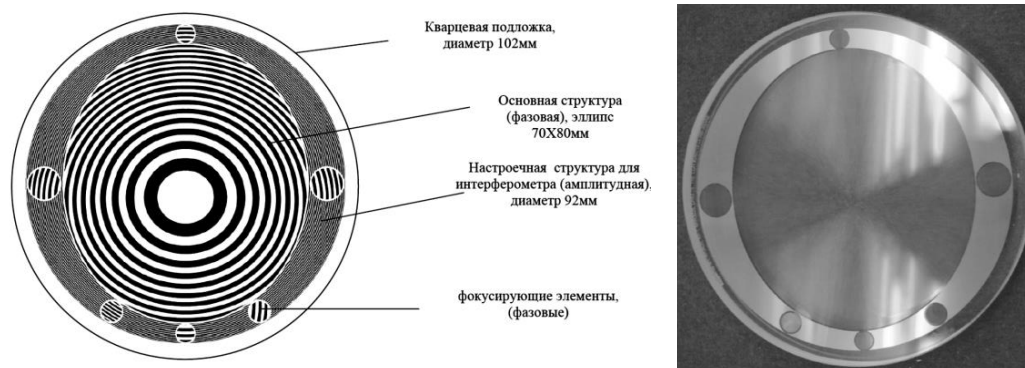 Кварцевая подложка,
диаметр 102мм
Основная структура
(фазовая), эллипс
70Х80мм
Настроечная структура для
интерферометра (амплитудная),
диаметр 92мм
фокусирующие элементы,
(фазовые)